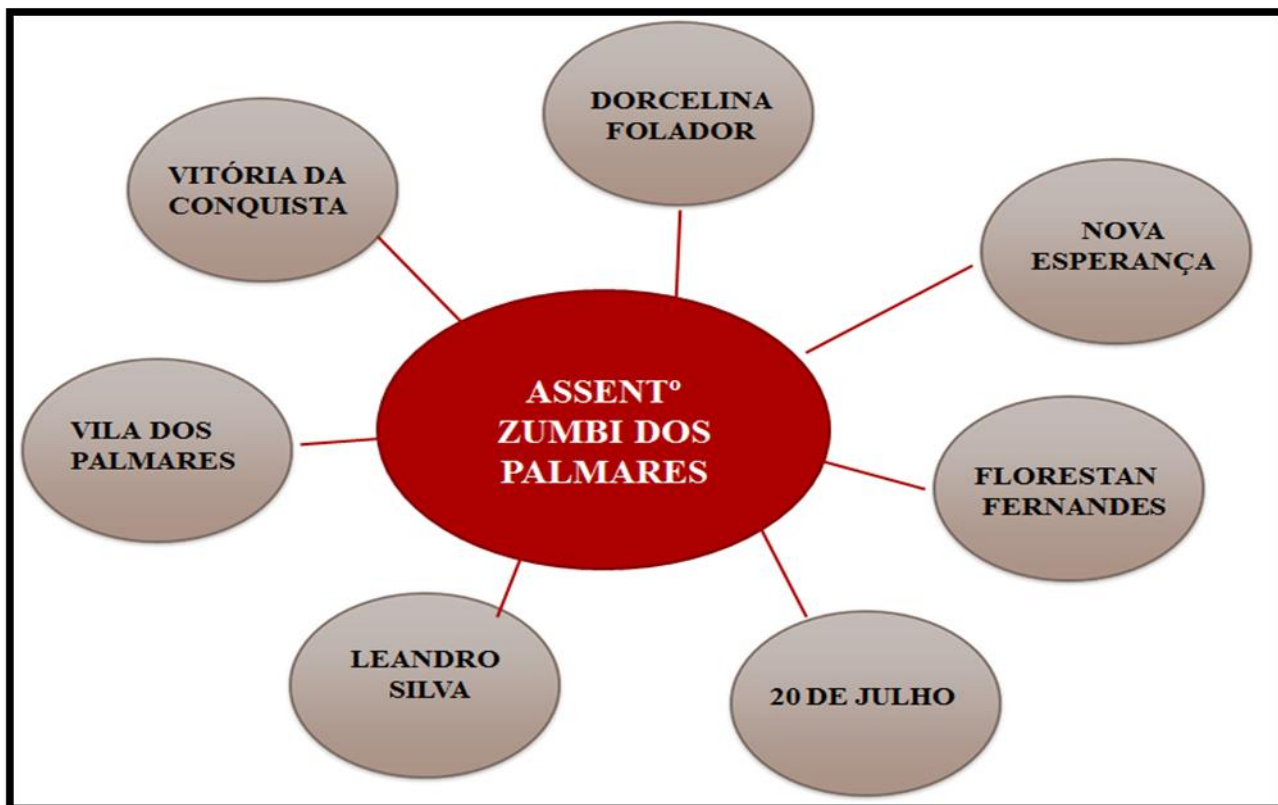 DORCELINA
FOLADOR
VITÓRIA DA
CONQUISTA
NOVA
ESPERANÇA
ASSENTº
ZUMBI DOS
PALMARES
VILA DOS
PALMARES
FLORESTAN
FERNANDES
LEANDRO
SILVA
20 DE JULHO